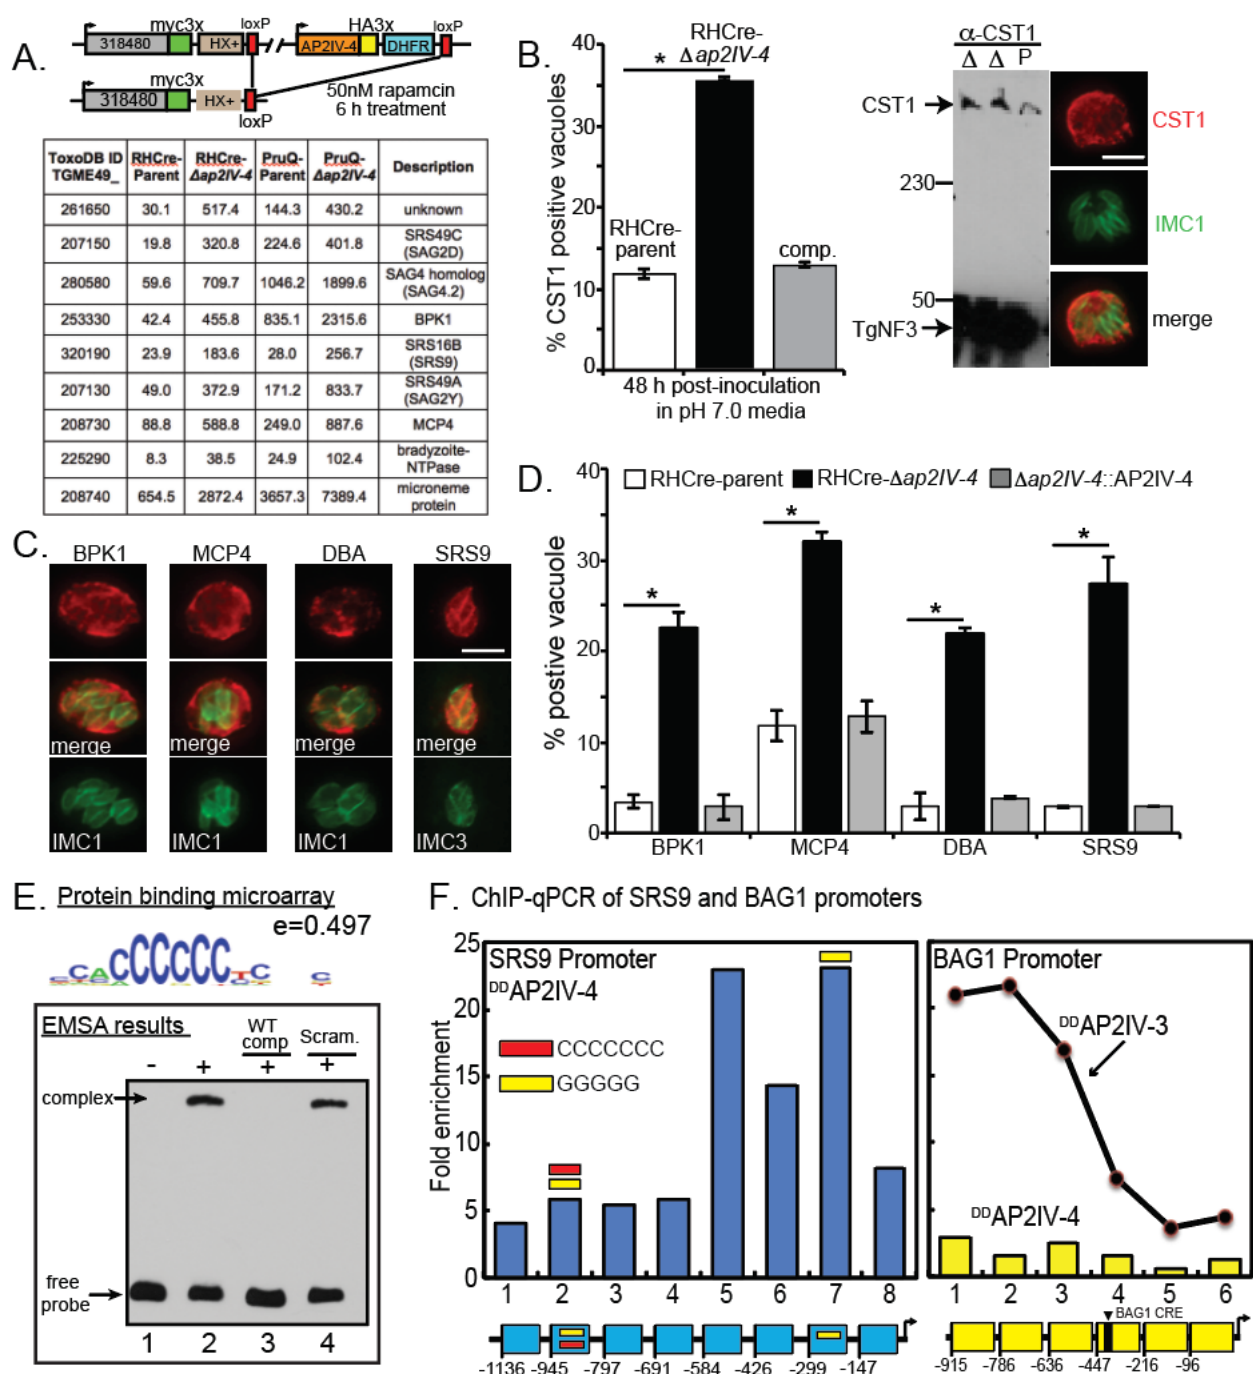 A.
myc3x
loxP
HA3x
loxP
318480
HX+
AP2IV-4
DHFR
myc3x
318480
HX+
loxP
50nM rapamcin
6 h treatment
ToxoDB ID TGME49_ RHCre-Parent RHCre-Δap2IV-4 PruQ-Parent PruQ-Δap2IV-4 Description
261650 30.1 517.4 144.3 430.2 unknown
207150 19.8 320.8 224.6 401.8 SRS49C (SAG2D)
280580 59.6 709.7 1046.2 1899.6 SAG4 homolog (SAG4.2)
253330 42.4 455.8 835.1 2315.6 BPK1
320190 23.9 183.6 28.0 256.7 SRS16B (SRS9)
207130 49.0 372.9 171.2 833.7 SRS49A (SAG2Y)
208730 88.8 588.8 249.0 887.6 MCP4
225290 8.3 38.5 24.9 102.4 bradyzoite-NTPase
208740 654.5 2872.4 3657.3 7389.4 microneme protein
B.
% CST1 positive vacuoles
40
30
20
10
0
RHCre-
Δap2IV-4
*
RHCre-
parent
comp.
48 h post-inoculation
in pH 7.0 media
α-CST1
Δ Δ P
CST1
230
50
TgNF3
CST1
IMC1
merge
C.
BPK1 MCP4 DBA SRS9
merge merge merge merge
IMC1 IMC1 IMC1 IMC3
D.
RHCre-parent RHCre-Δap2IV-4 Δap2IV-4::AP2IV-4
% postive vacuole
40
30
20
10
0
* * * *
BPK1 MCP4 DBA SRS9
E. Protein binding microarray
e=0.497
CCACCCCCCTC C
EMSA results
WT
comp
Scram.
- + + +
complex
free
probe
1 2 3 4
F. ChIP-qPCR of SRS9 and BAG1 promoters
Fold enrichment
25
20
15
10
5
0
SRS9 Promoter
DDAP2IV-4
CCCCCCC
GGGGG
1 2 3 4 5 6 7 8
-1136 -945 -797 -691 -584 -426 -299 -147
BAG1 Promoter
DDAP2IV-3
DDAP2IV-4
1 2 3 4 5 6
BAG1 CRE
-915 -786 -636 -447 -216 -96